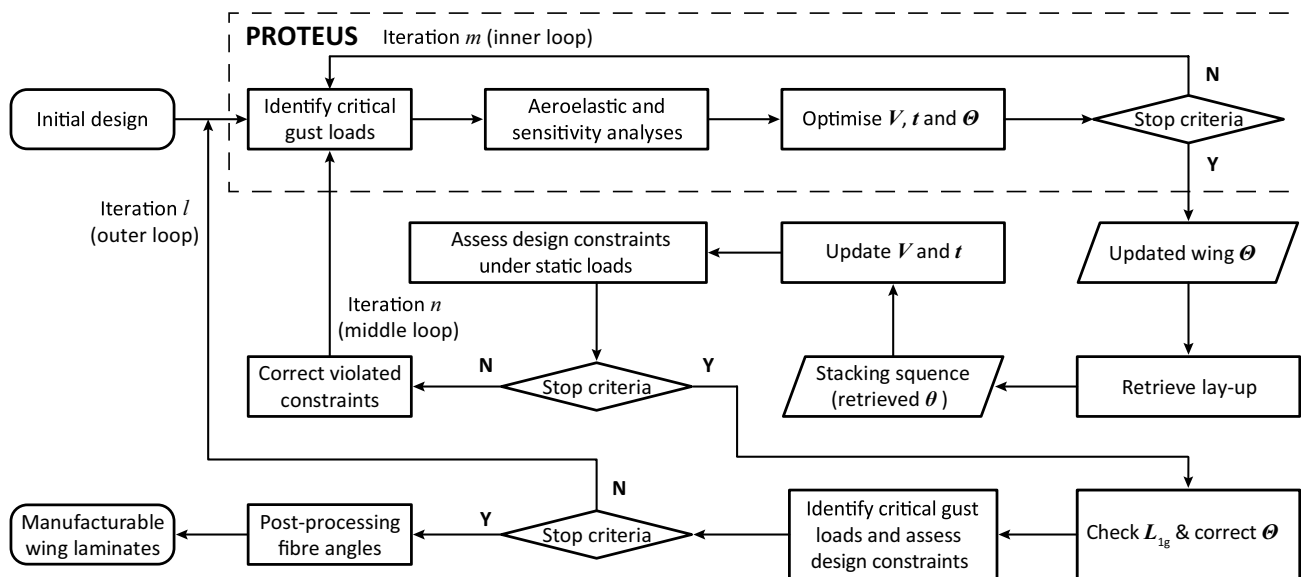 PROTEUS Iteration m (inner loop)
N
Initial design
Identify critical
gust loads
Aeroelastic and
sensitivity analyses
Optimise V, t and Θ
Stop criteria
Y
Iteration l
(outer loop)
Assess design constraints
under static loads
Update V and t
Updated wing Θ
Iteration n
(middle loop)
Correct violated
constraints
N
Stop criteria
Y
Stacking squence
(retrieved θ )
Retrieve lay-up
N
Manufacturable
wing laminates
Post-processing
fibre angles
Y
Stop criteria
Identify critical gust
loads and assess
design constraints
Check L1g & correct Θ